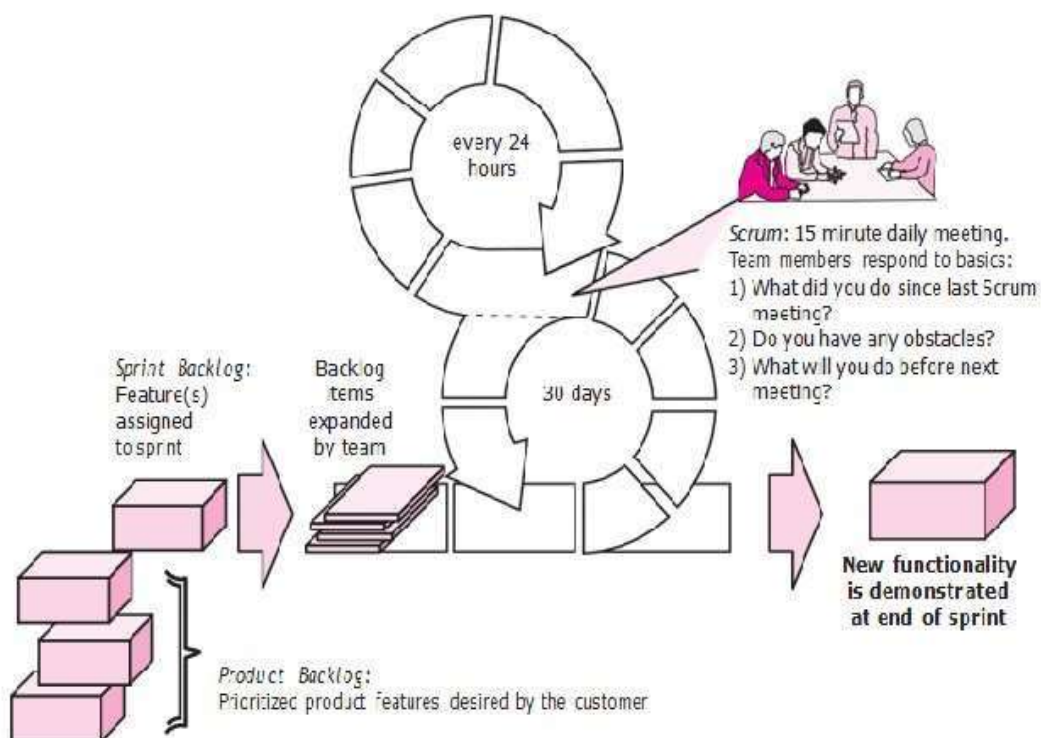 every 24
hours
Scrum: 15 minute daily meeting.
Team members respond to basics:
1) What did you do since last Scrum
meeting?
2) Do you have any obstacles?
3) What will you do before next
meeting?
30 days
Sprint Backlog:
Feature(s)
assigned
to sprint
Backlog
items
expanded
by team
New functionality
is demonstrated
at end of sprint
Product Backlog:
Prioritized product features desired by the customer